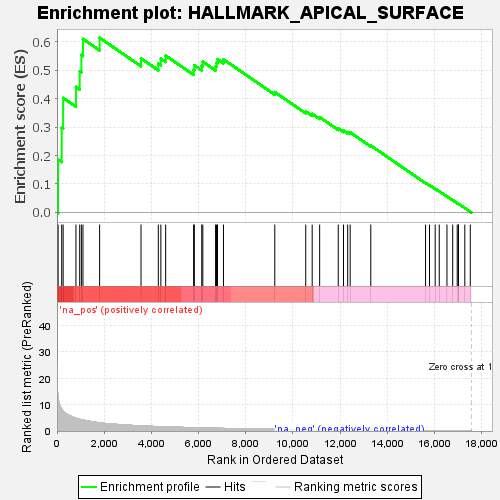 Enrichment plot: HALLMARK_APICAL_SURFACE
Enrichment score (ES)
0.6
0.5
0.4
0.3
0.2
0.1
0.0
'na_pos' (positively correlated)
Ranked list metric (PreRanked)
40
30
20
10
0
Zero cross at 1
'na_neg' (negatively correlated)
0 2,000 4,000 6,000 8,000 10,000 12,000 14,000 16,000 18,000
Rank in Ordered Dataset
Enrichment profile Hits Ranking metric scores